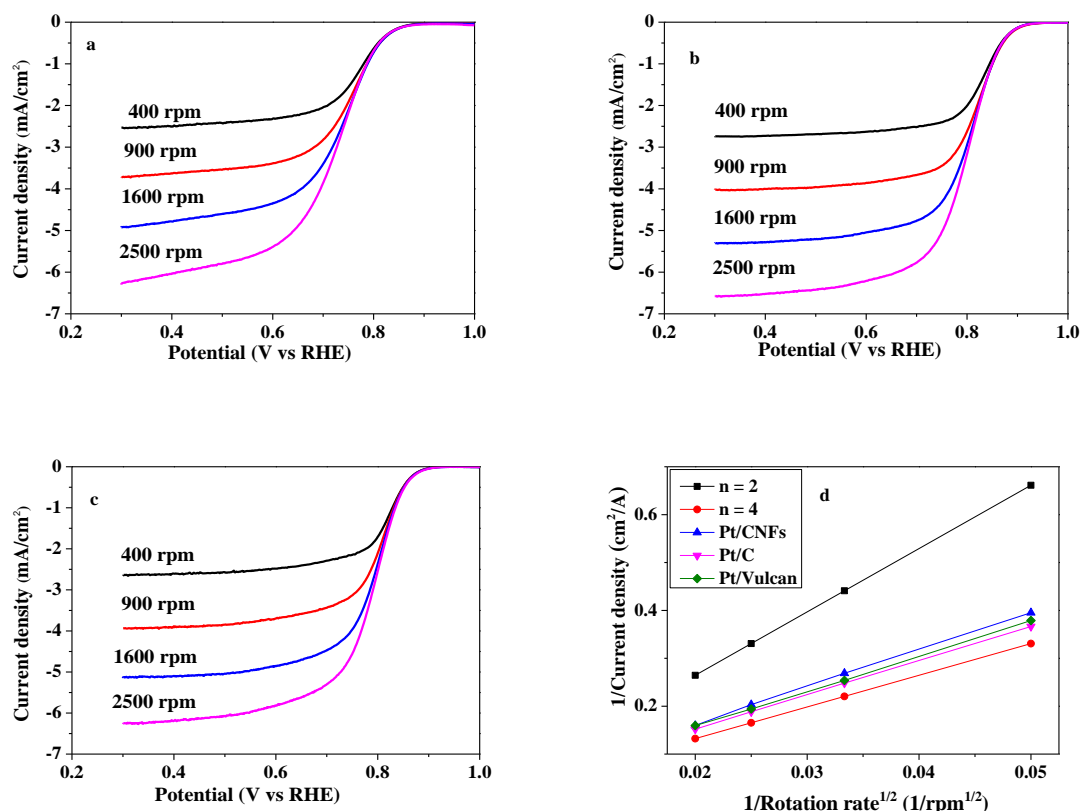 a
0
-1
-2
-3
-4
-5
-6
-7
400 rpm
900 rpm
1600 rpm
2500 rpm
0.2 0.4 0.6 0.8 1.0
Potential (V vs RHE)
Current density (mA/cm²)
b
0
-1
-2
-3
-4
-5
-6
-7
400 rpm
900 rpm
1600 rpm
2500 rpm
0.2 0.4 0.6 0.8 1.0
Potential (V vs RHE)
Current density (mA/cm²)
c
0
-1
-2
-3
-4
-5
-6
-7
400 rpm
900 rpm
1600 rpm
2500 rpm
0.2 0.4 0.6 0.8 1.0
Potential (V vs RHE)
Current density (mA/cm²)
d
n = 2
n = 4
Pt/CNFs
Pt/C
Pt/Vulcan
0.6
0.4
0.2
0.02 0.03 0.04 0.05
1/Rotation rate^1/2 (1/rpm^1/2)
1/Current density (cm²/A)